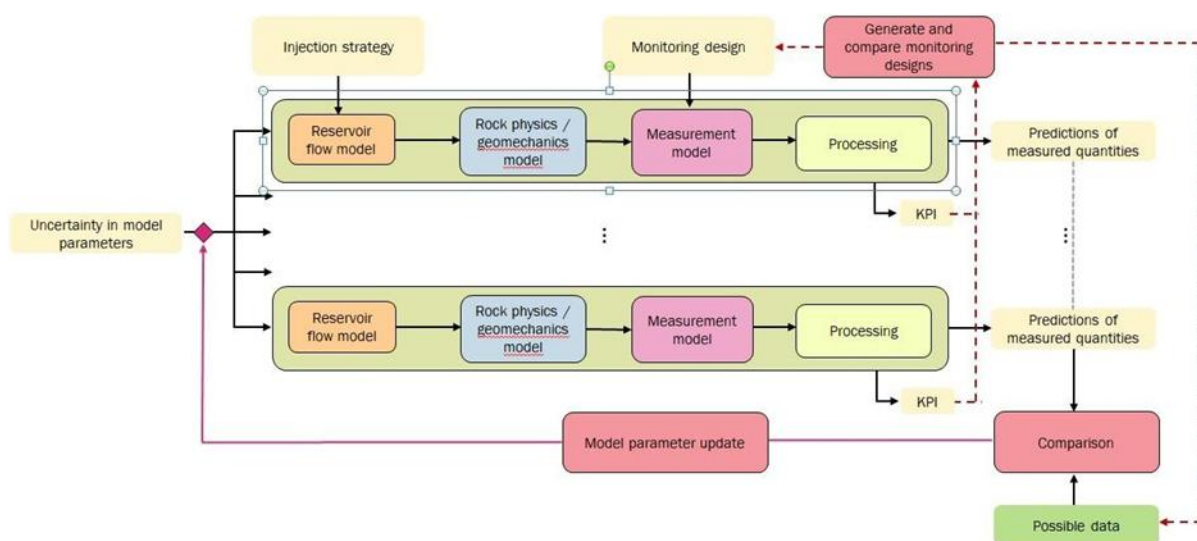 Injection strategy
Monitoring design
Generate and
compare monitoring
designs
Reservoir
flow model
Rock physics /
geomechanics
model
Measurement
model
Processing
Predictions of
measured quantities
KPI
Uncertainty in model
parameters
...
...
Reservoir
flow model
Rock physics /
geomechanics
model
Measurement
model
Processing
Predictions of
measured quantities
KPI
Model parameter update
Comparison
Possible data